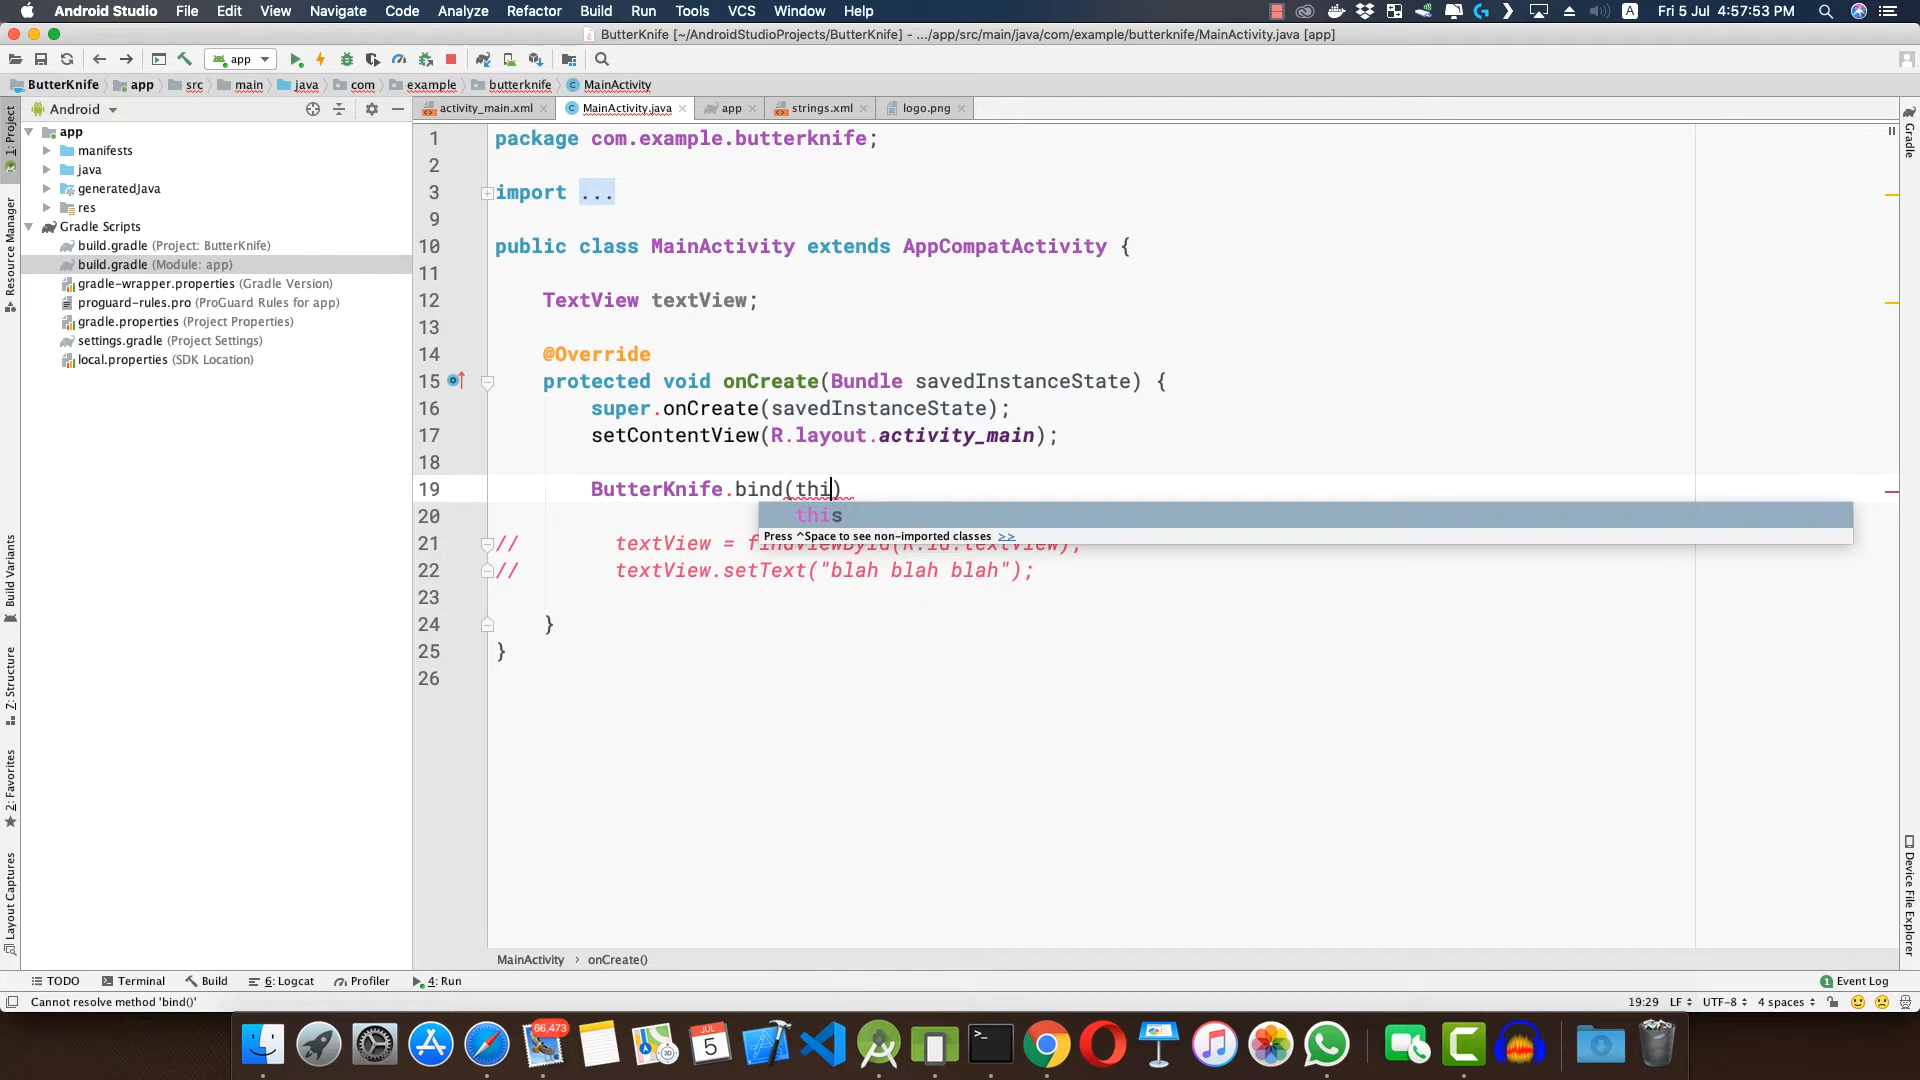 Android Studio File Edit View Navigate Code Analyze Refactor Build Run Tools VCS Window Help A Fri 5 Jul 4:57:53 PM
ButterKnife [~/AndroidStudioProjects/ButterKnife] - .../app/src/main/java/com/example/butterknife/MainActivity.java [app]
app
ButterKnife app src main java com example butterknife MainActivity
Android
activity_main.xml MainActivity.java app strings.xml logo.png
app
manifests
java
generatedJava
res
Gradle Scripts
build.gradle (Project: ButterKnife)
build.gradle (Module: app)
gradle-wrapper.properties (Gradle Version)
proguard-rules.pro (ProGuard Rules for app)
gradle.properties (Project Properties)
settings.gradle (Project Settings)
local.properties (SDK Location)
1: Project
Resource Manager
Build Variants
Z: Structure
2: Favorites
Layout Captures
1 package com.example.butterknife;
2
3 import ...
9
10 public class MainActivity extends AppCompatActivity {
11
12 TextView textView;
13
14 @Override
15 protected void onCreate(Bundle savedInstanceState) {
16 super.onCreate(savedInstanceState);
17 setContentView(R.layout.activity_main);
18
19 ButterKnife.bind(thi)
20
this
Press ^Space to see non-imported classes >>
21 // textView = findViewById(R.id.textView);
22 // textView.setText("blah blah blah");
23
24 }
25 }
26
Gradle
Device File Explorer
MainActivity › onCreate()
TODO Terminal Build 6: Logcat Profiler 4: Run 1 Event Log
Cannot resolve method 'bind()' 19:29 LF UTF-8 4 spaces
66,473
JUL
5